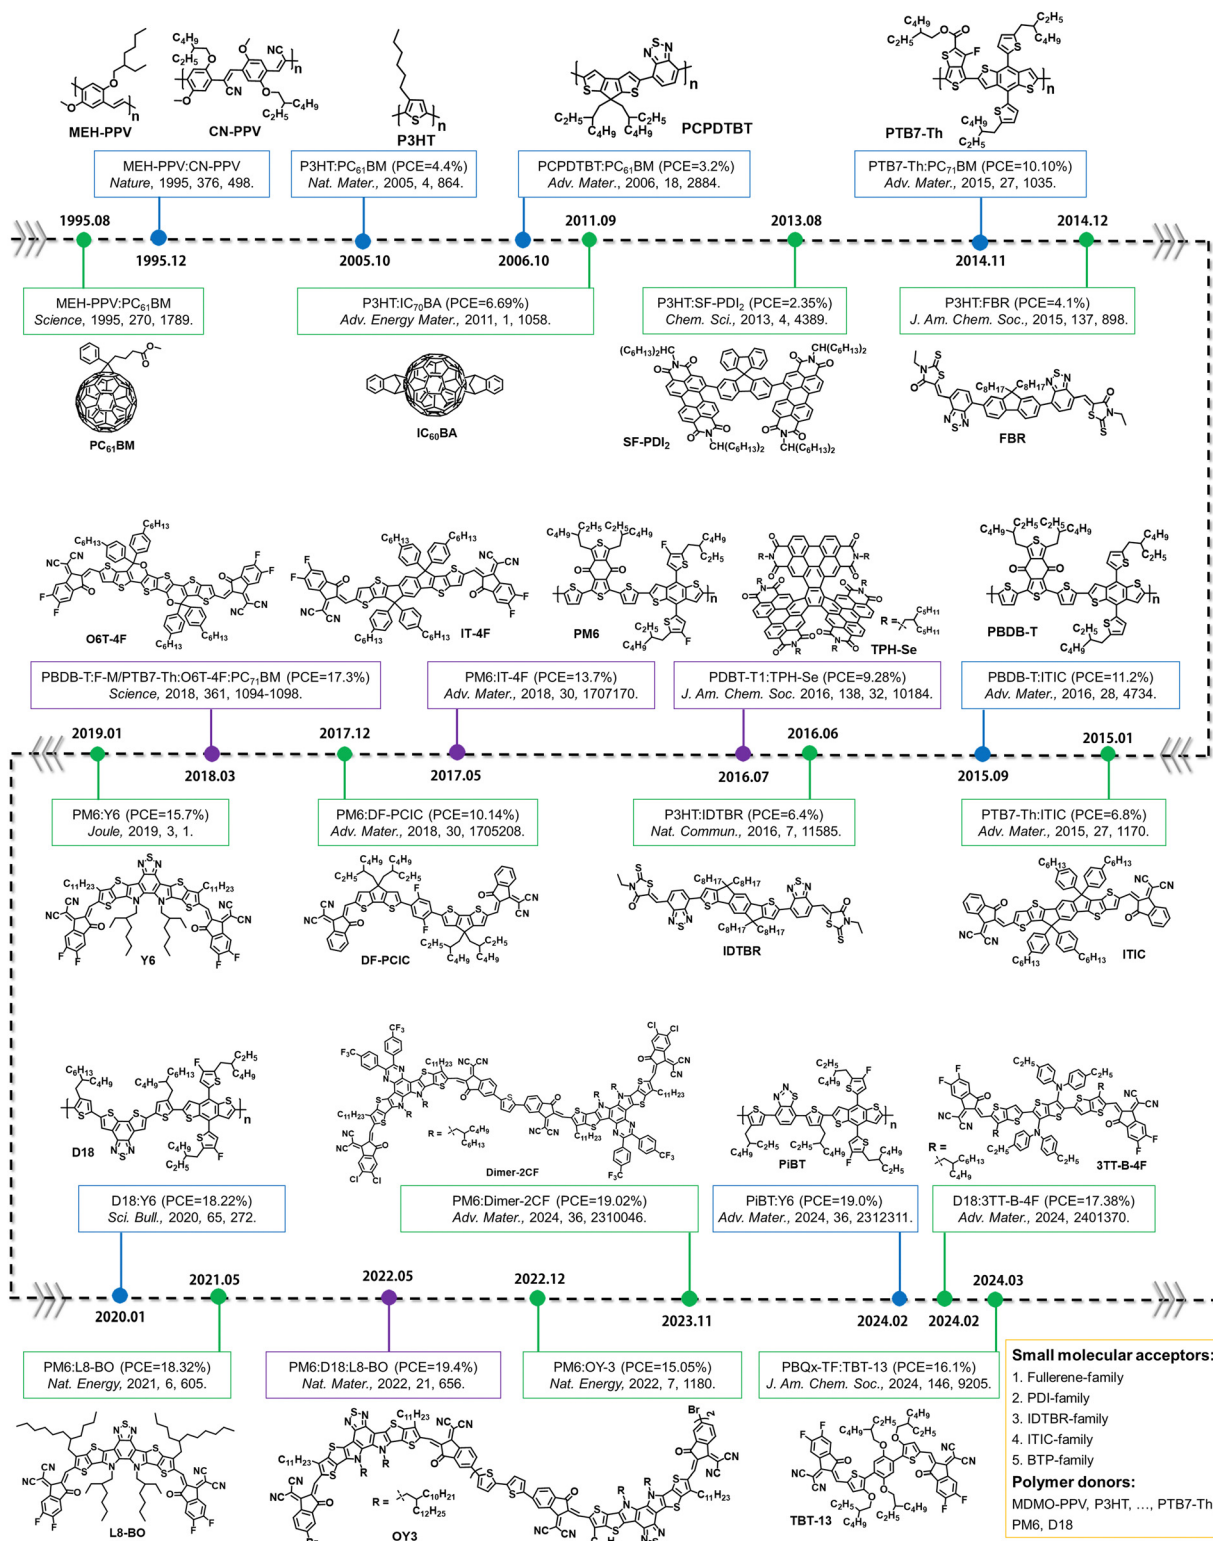 MEH-PPV
CN-PPV
P3HT
PCPDTBT
PTB7-Th
MEH-PPV:CN-PPV
Nature, 1995, 376, 498.
P3HT:PC61BM (PCE=4.4%)
Nat. Mater., 2005, 4, 864.
PCPDTBT:PC61BM (PCE=3.2%)
Adv. Mater., 2006, 18, 2884.
PTB7-Th:PC71BM (PCE=10.10%)
Adv. Mater., 2015, 27, 1035.
1995.08
2011.09
2013.08
2014.12
1995.12
2005.10
2006.10
2014.11
MEH-PPV:PC61BM
Science, 1995, 270, 1789.
P3HT:IC70BA (PCE=6.69%)
Adv. Energy Mater., 2011, 1, 1058.
P3HT:SF-PDI2 (PCE=2.35%)
Chem. Sci., 2013, 4, 4389.
P3HT:FBR (PCE=4.1%)
J. Am. Chem. Soc., 2015, 137, 898.
PC61BM
IC60BA
SF-PDI2
FBR
O6T-4F
IT-4F
PM6
TPH-Se
PBDB-T
PBDB-T:F-M/PTB7-Th:O6T-4F:PC71BM (PCE=17.3%)
Science, 2018, 361, 1094-1098.
PM6:IT-4F (PCE=13.7%)
Adv. Mater., 2018, 30, 1707170.
PDBT-T1:TPH-Se (PCE=9.28%)
J. Am. Chem. Soc. 2016, 138, 32, 10184.
PBDB-T:ITIC (PCE=11.2%)
Adv. Mater., 2016, 28, 4734.
2019.01
2017.12
2016.06
2015.01
2018.03
2017.05
2016.07
2015.09
PM6:Y6 (PCE=15.7%)
Joule, 2019, 3, 1.
PM6:DF-PCIC (PCE=10.14%)
Adv. Mater., 2018, 30, 1705208.
P3HT:IDTBR (PCE=6.4%)
Nat. Commun., 2016, 7, 11585.
PTB7-Th:ITIC (PCE=6.8%)
Adv. Mater., 2015, 27, 1170.
Y6
DF-PCIC
IDTBR
ITIC
D18
Dimer-2CF
PiBT
3TT-B-4F
D18:Y6 (PCE=18.22%)
Sci. Bull., 2020, 65, 272.
PM6:Dimer-2CF (PCE=19.02%)
Adv. Mater., 2024, 36, 2310046.
PiBT:Y6 (PCE=19.0%)
Adv. Mater., 2024, 36, 2312311.
D18:3TT-B-4F (PCE=17.38%)
Adv. Mater., 2024, 2401370.
2021.05
2022.05
2022.12
2024.03
2020.01
2023.11
2024.02
2024.02
PM6:L8-BO (PCE=18.32%)
Nat. Energy, 2021, 6, 605.
PM6:D18:L8-BO (PCE=19.4%)
Nat. Mater., 2022, 21, 656.
PM6:OY-3 (PCE=15.05%)
Nat. Energy, 2022, 7, 1180.
PBQx-TF:TBT-13 (PCE=16.1%)
J. Am. Chem. Soc., 2024, 146, 9205.
L8-BO
OY3
TBT-13
Small molecular acceptors:
1. Fullerene-family
2. PDI-family
3. IDTBR-family
4. ITIC-family
5. BTP-family
Polymer donors:
MDMO-PPV, P3HT, ..., PTB7-Th
PM6, D18